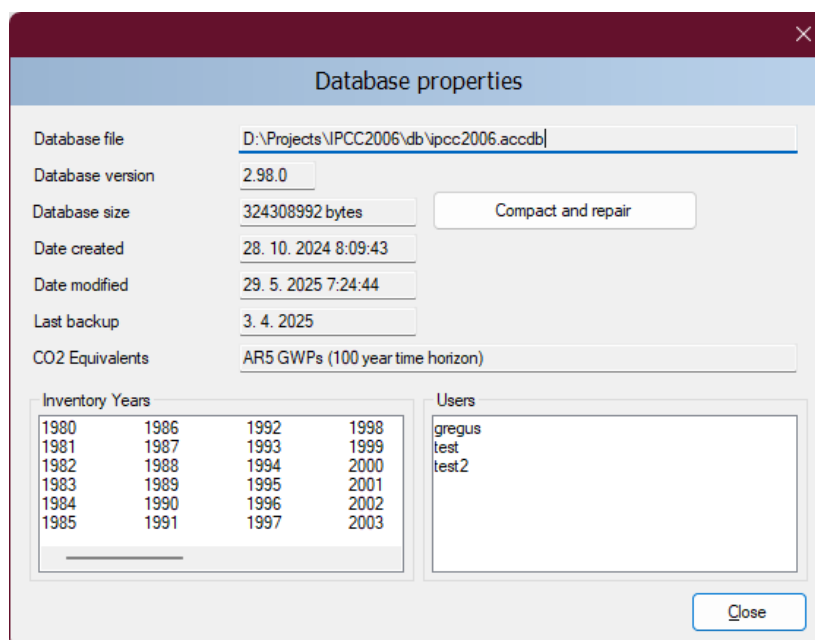 Database properties
Database file D:\Projects\IPCC2006\db\ipcc2006.accdb
Database version 2.98.0
Database size 324308992 bytes Compact and repair
Date created 28. 10. 2024 8:09:43
Date modified 29. 5. 2025 7:24:44
Last backup 3. 4. 2025
CO2 Equivalents AR5 GWPs (100 year time horizon)
Inventory Years
1980 1986 1992 1998
1981 1987 1993 1999
1982 1988 1994 2000
1983 1989 1995 2001
1984 1990 1996 2002
1985 1991 1997 2003
Users
gregus
test
test2
Close